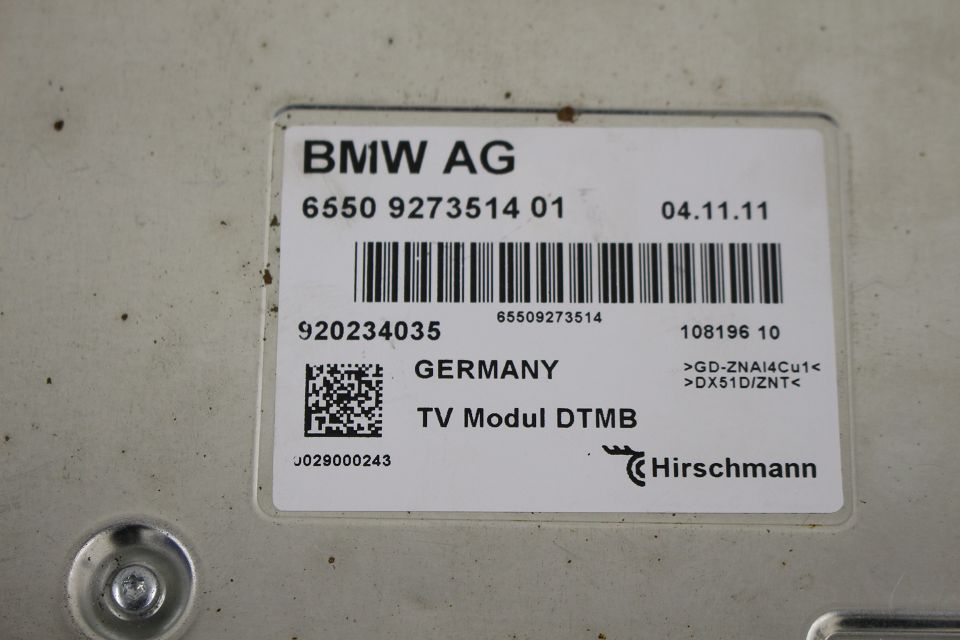 BMW AG
6550 9273514 01 04.11.11
65509273514
920234035 108196 10
GERMANY >GD-ZNAl4Cu1<
>DX51D/ZNT<
TV Modul DTMB
0029000243
Hirschmann